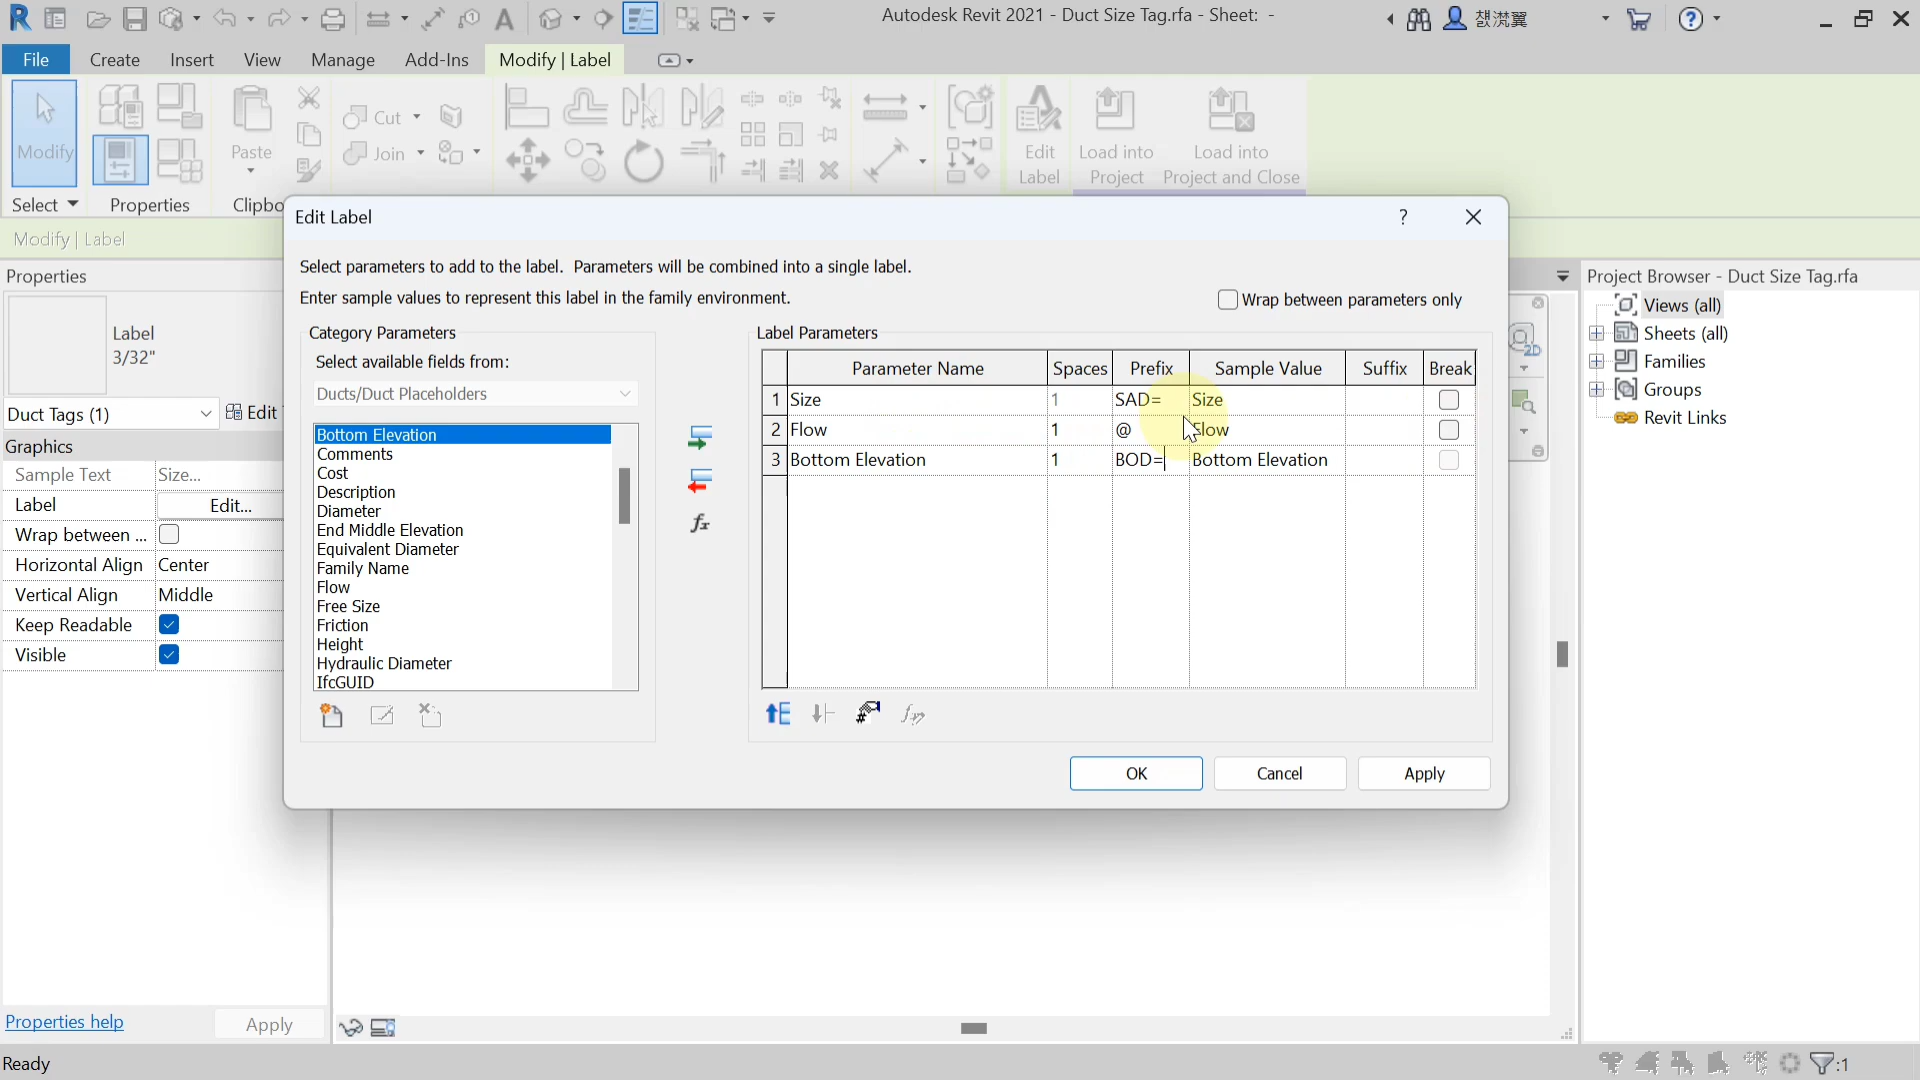 Autodesk Revit 2021 - Duct Size Tag.rfa - Sheet: -
File Create Insert View Manage Add-Ins Modify | Label
Modify
Paste
Cut
Join
Edit Label
Load into Project
Load into Project and Close
Select
Properties
Clipbo
Modify | Label
Properties
Label
3/32"
Duct Tags (1)
Edit
Graphics
Sample Text Size...
Label Edit...
Wrap between ...
Horizontal Align Center
Vertical Align Middle
Keep Readable
Visible
Properties help
Apply
Ready
Edit Label
?
Select parameters to add to the label. Parameters will be combined into a single label.
Enter sample values to represent this label in the family environment.
Wrap between parameters only
Category Parameters
Select available fields from:
Ducts/Duct Placeholders
Bottom Elevation
Comments
Cost
Description
Diameter
End Middle Elevation
Equivalent Diameter
Family Name
Flow
Free Size
Friction
Height
Hydraulic Diameter
IfcGUID
fx
Label Parameters
Parameter Name Spaces Prefix Sample Value Suffix Break
1 Size 1 SAD= Size
2 Flow 1 @ Flow
3 Bottom Elevation 1 BOD= Bottom Elevation
OK
Cancel
Apply
2D
Project Browser - Duct Size Tag.rfa
Views (all)
Sheets (all)
Families
Groups
Revit Links
:1